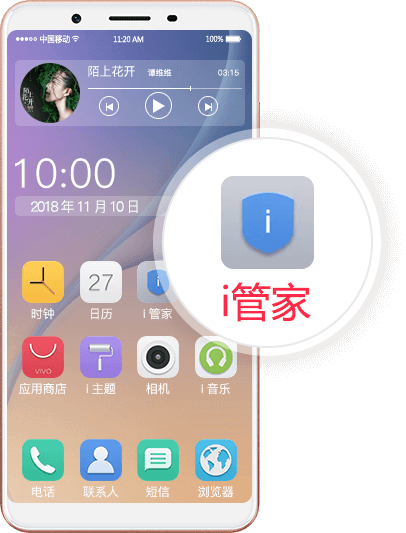 中国移动 11:20 AM 100%
陌上花开 谭维维 03:15
陌上花开
10:00
2018年11月10日
i
i管家
27
i
时钟 日历 i管家
VIVO
应用商店 i主题 相机 i音乐
电话 联系人 短信 浏览器